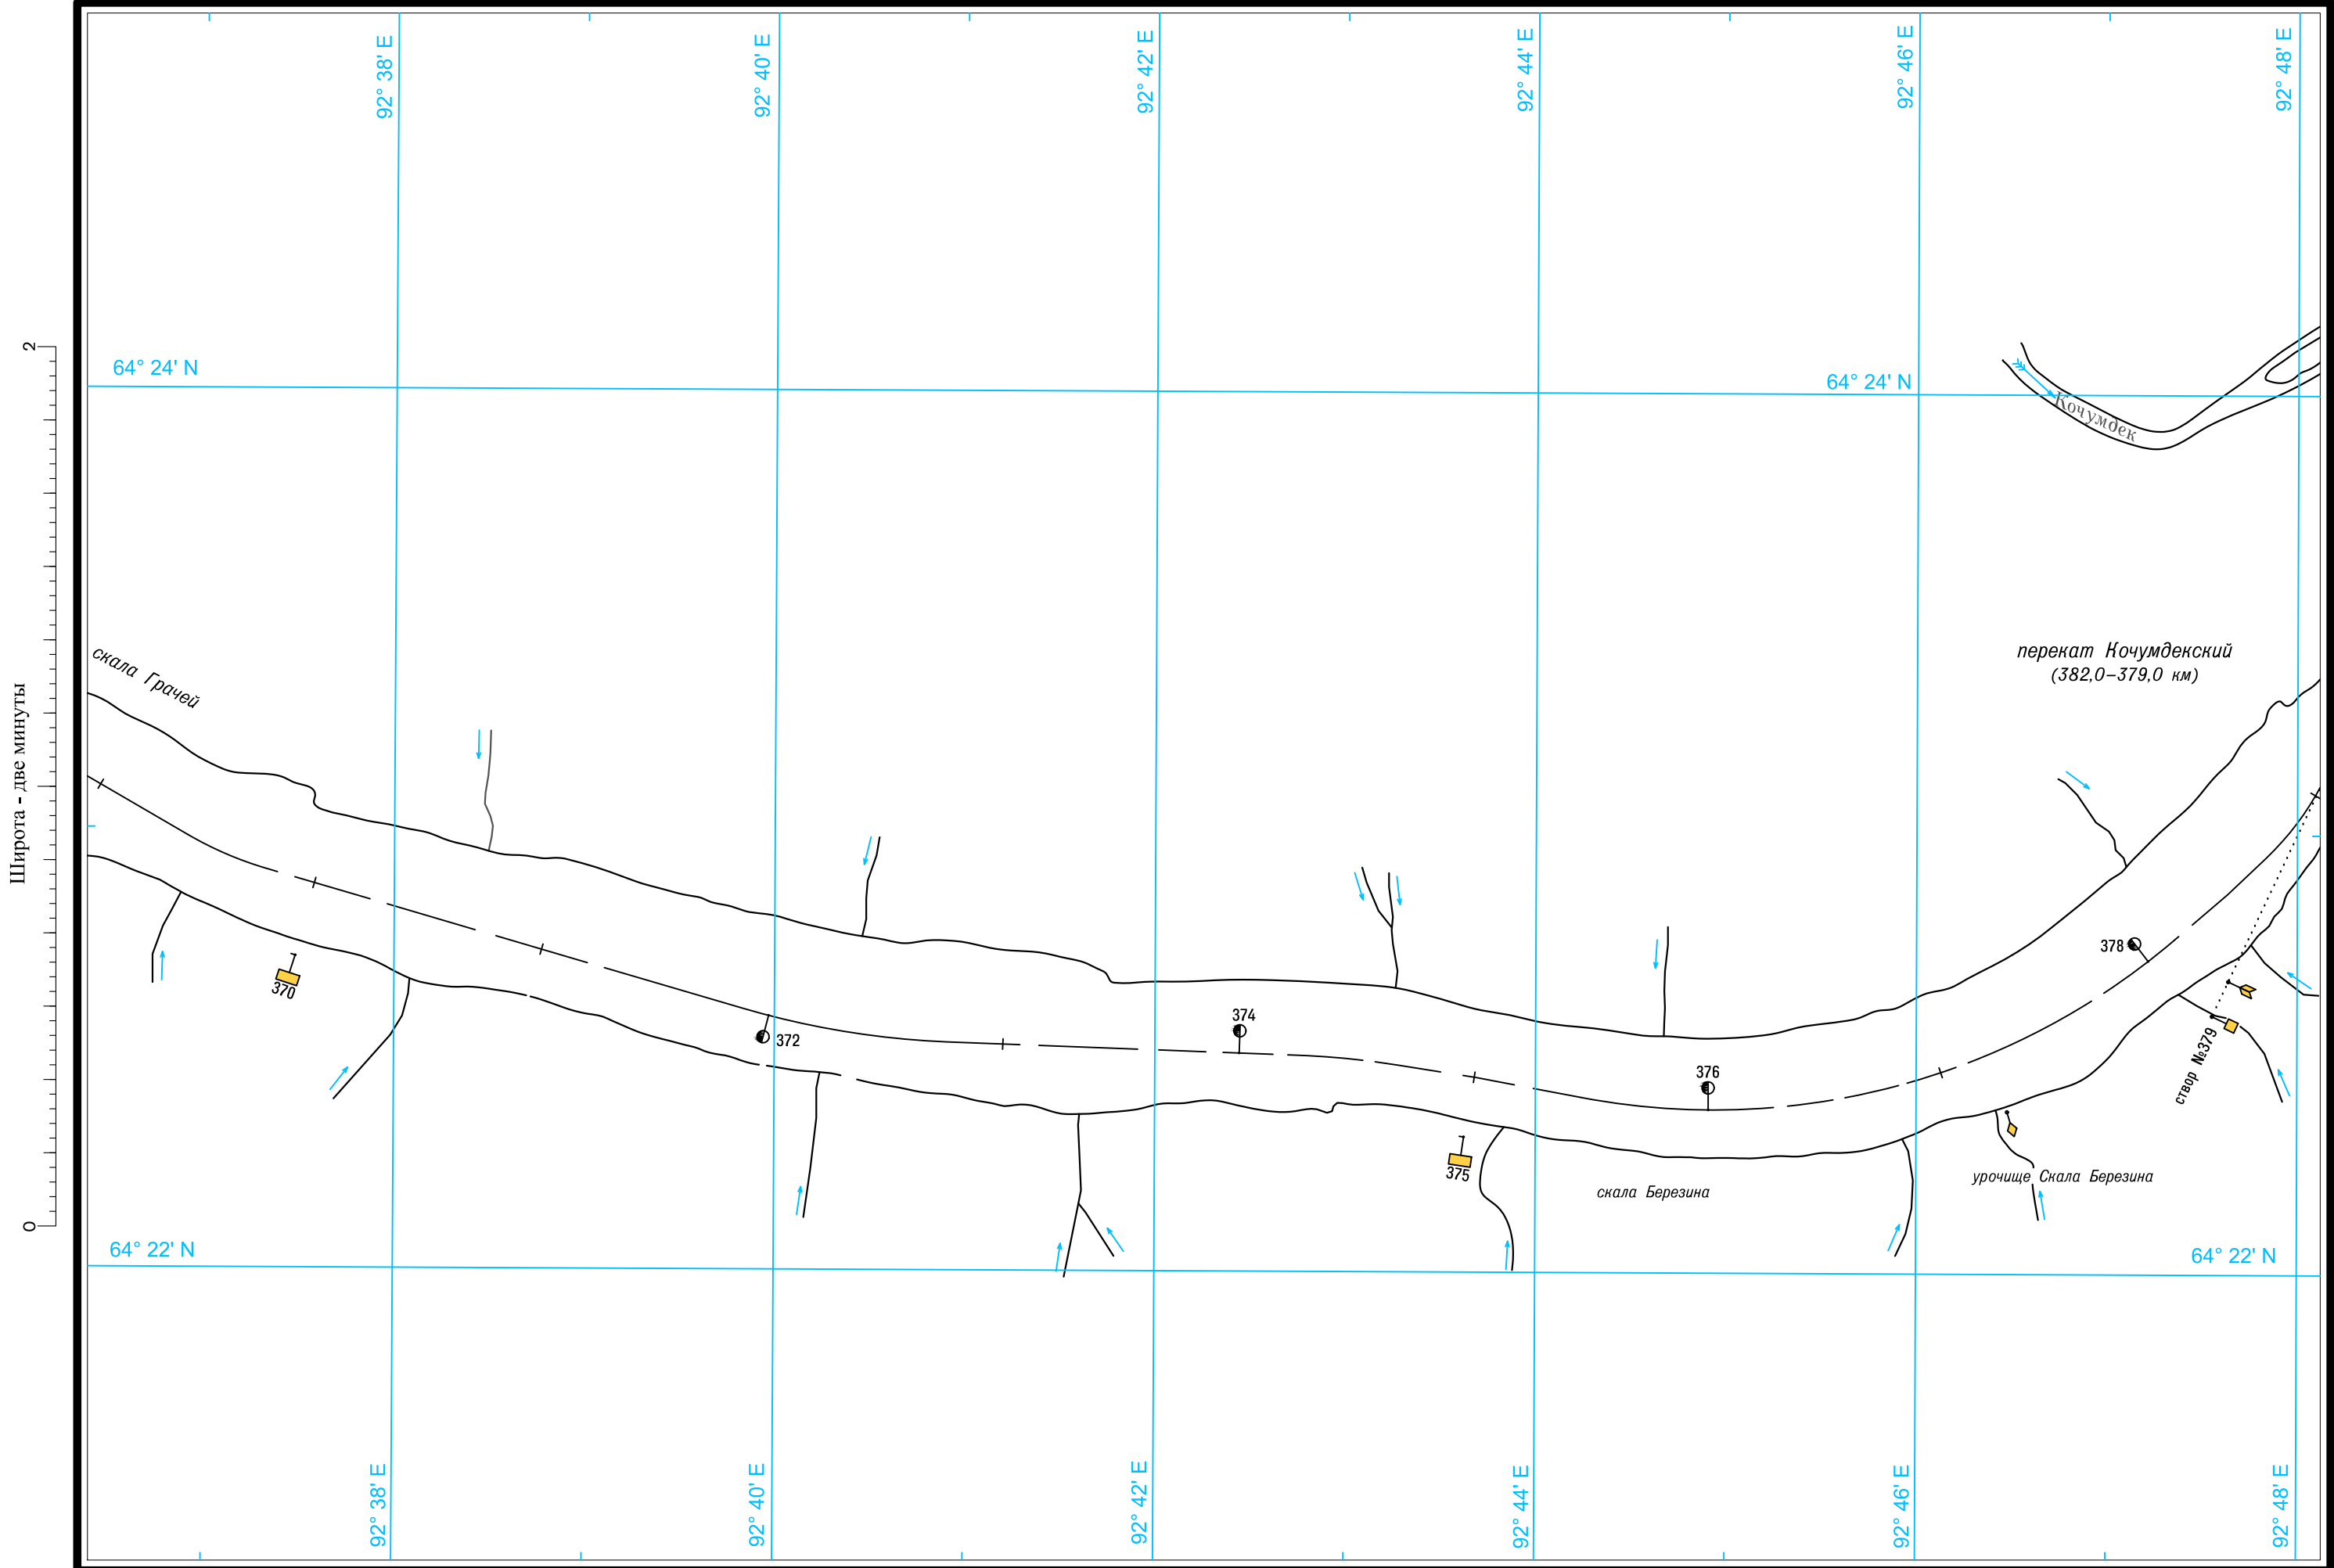 92° 38' E
92° 40' E
92° 42' E
92° 44' E
92° 46' E
92° 48' E
2
64° 24' N
64° 24' N
Кочумдек
скала Грачей
перекат Кочумдекский
(382,0–379,0 км)
Широта - две минуты
378
370
374
372
376
створ №379
375
скала Березина
урочище Скала Березина
0
64° 22' N
64° 22' N
92° 38' E
92° 40' E
92° 42' E
92° 44' E
92° 46' E
92° 48' E